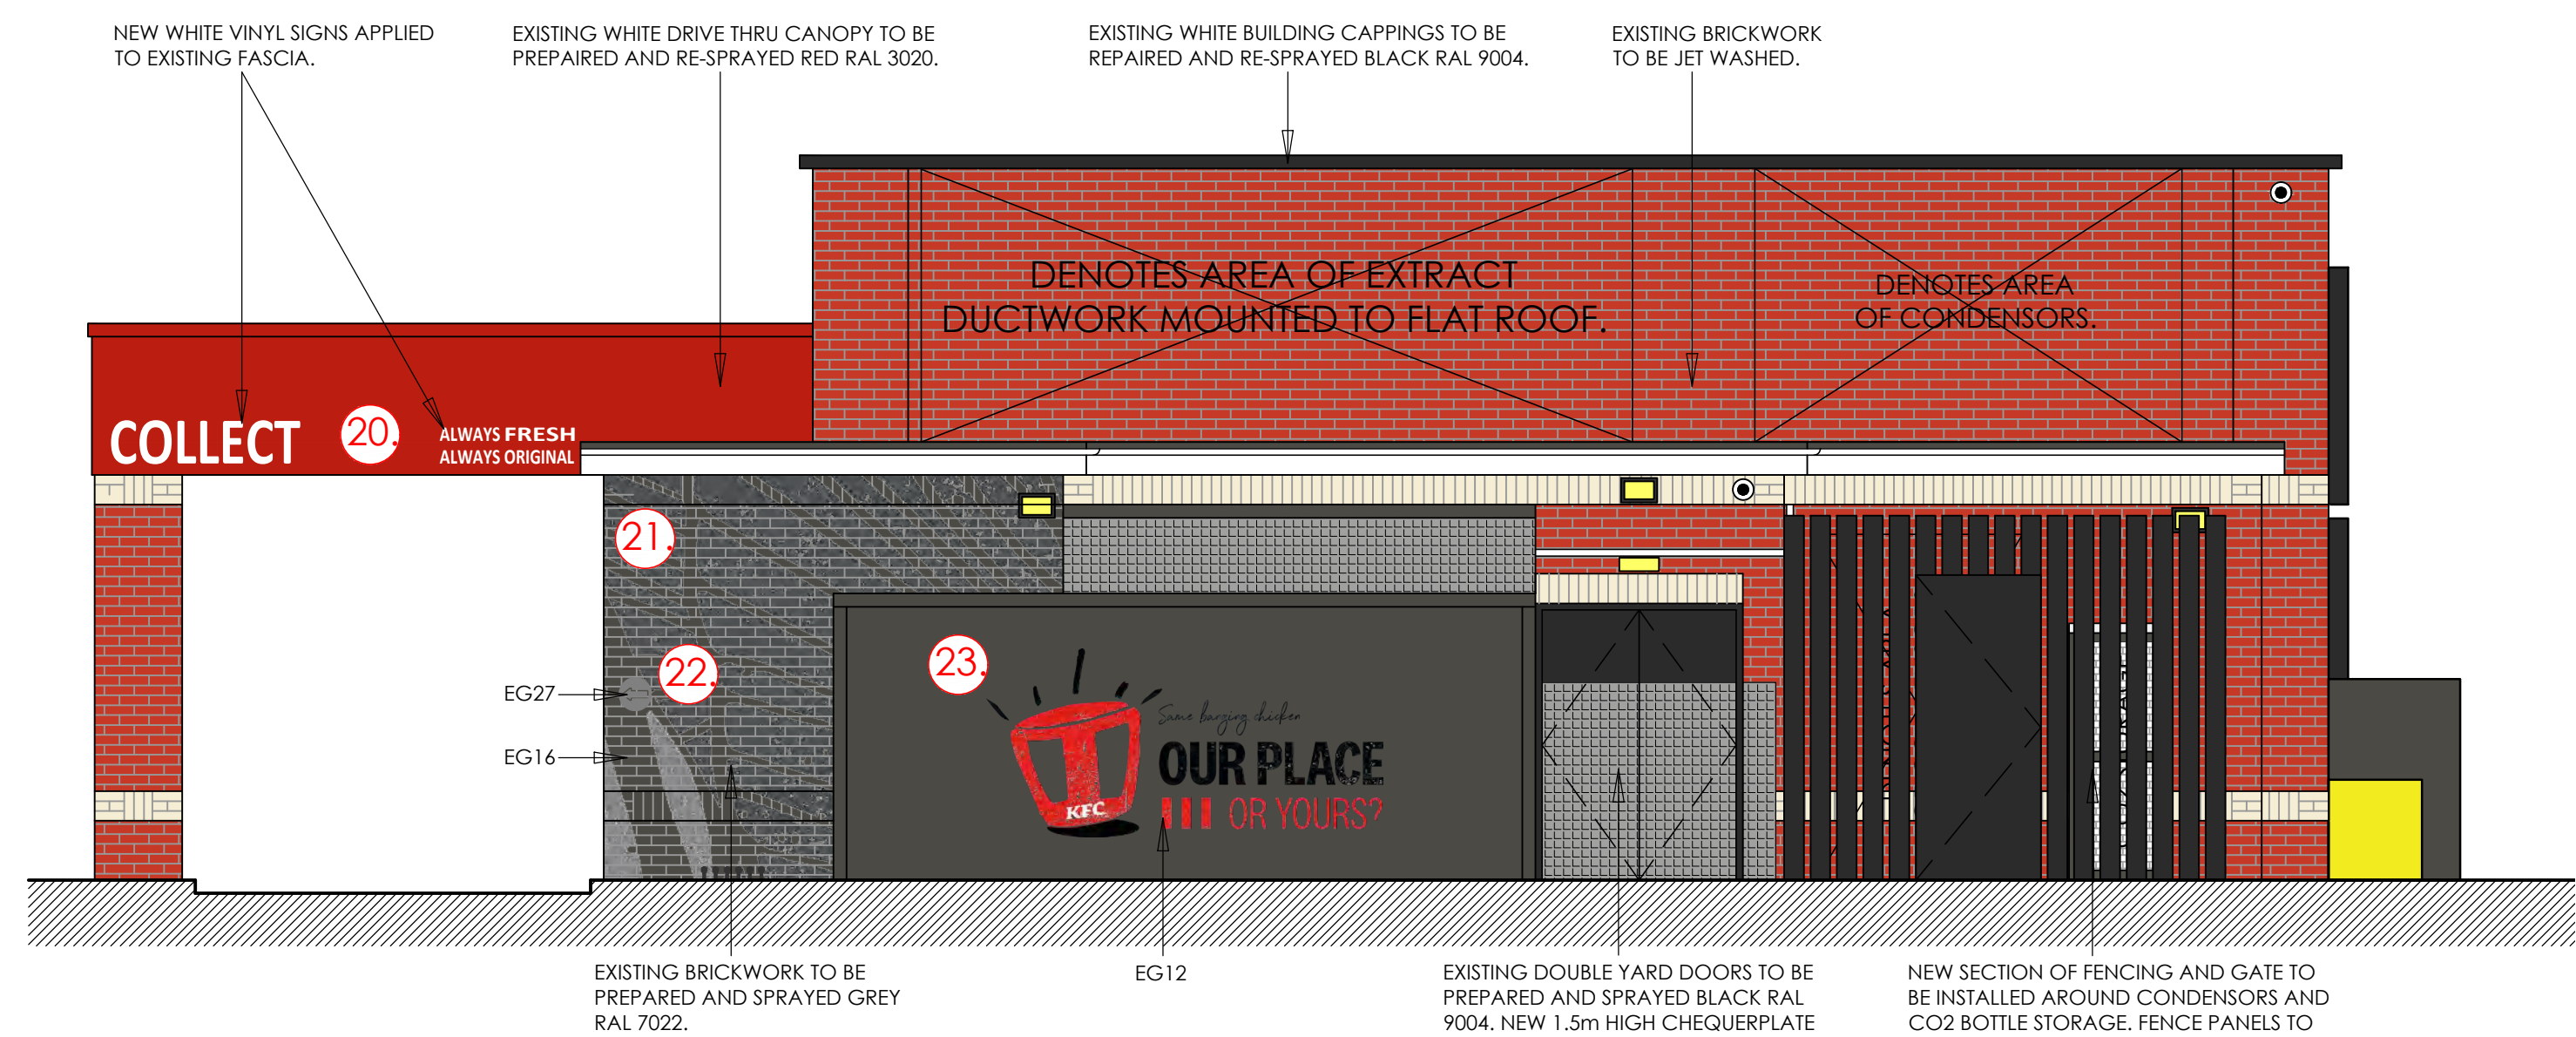 NEW WHITE VINYL SIGNS APPLIED
TO EXISTING FASCIA.
EXISTING WHITE DRIVE THRU CANOPY TO BE
PREPAIRED AND RE-SPRAYED RED RAL 3020.
EXISTING WHITE BUILDING CAPPINGS TO BE
REPAIRED AND RE-SPRAYED BLACK RAL 9004.
EXISTING BRICKWORK
TO BE JET WASHED.
DENOTES AREA OF EXTRACT
DUCTWORK MOUNTED TO FLAT ROOF.
DENOTES AREA
OF CONDENSORS.
COLLECT
20.
ALWAYS FRESH
ALWAYS ORIGINAL
21.
22.
23.
EG27
EG16
Same banging chicken
OUR PLACE
OR YOURS?
KFC
EXISTING BRICKWORK TO BE
PREPARED AND SPRAYED GREY
RAL 7022.
EG12
EXISTING DOUBLE YARD DOORS TO BE
PREPARED AND SPRAYED BLACK RAL
9004. NEW 1.5m HIGH CHEQUERPLATE
NEW SECTION OF FENCING AND GATE TO
BE INSTALLED AROUND CONDENSORS AND
CO2 BOTTLE STORAGE. FENCE PANELS TO